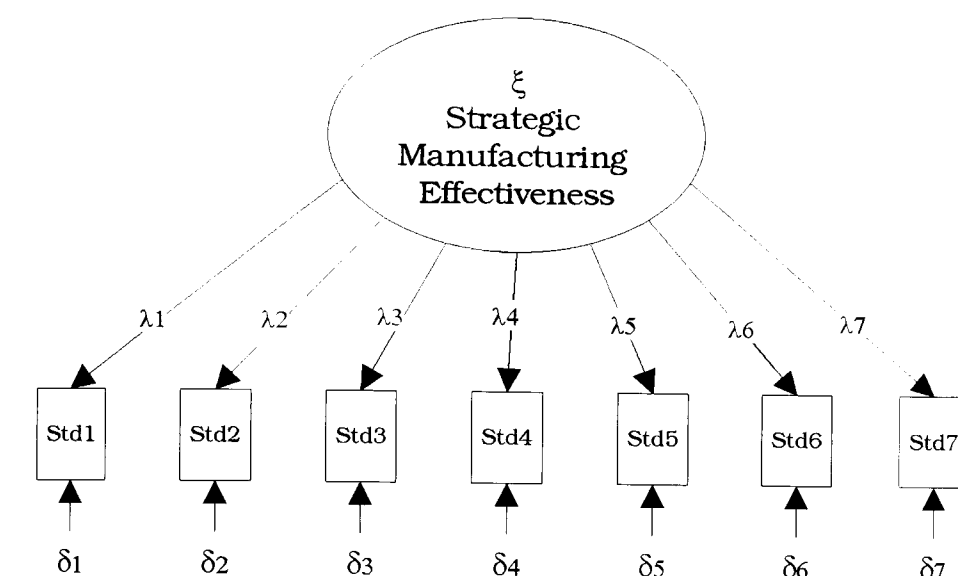 ξ
Strategic
Manufacturing
Effectiveness
λ1 λ2 λ3 λ4 λ5 λ6 λ7
Std1 Std2 Std3 Std4 Std5 Std6 Std7
δ1 δ2 δ3 δ4 δ5 δ6 δ7